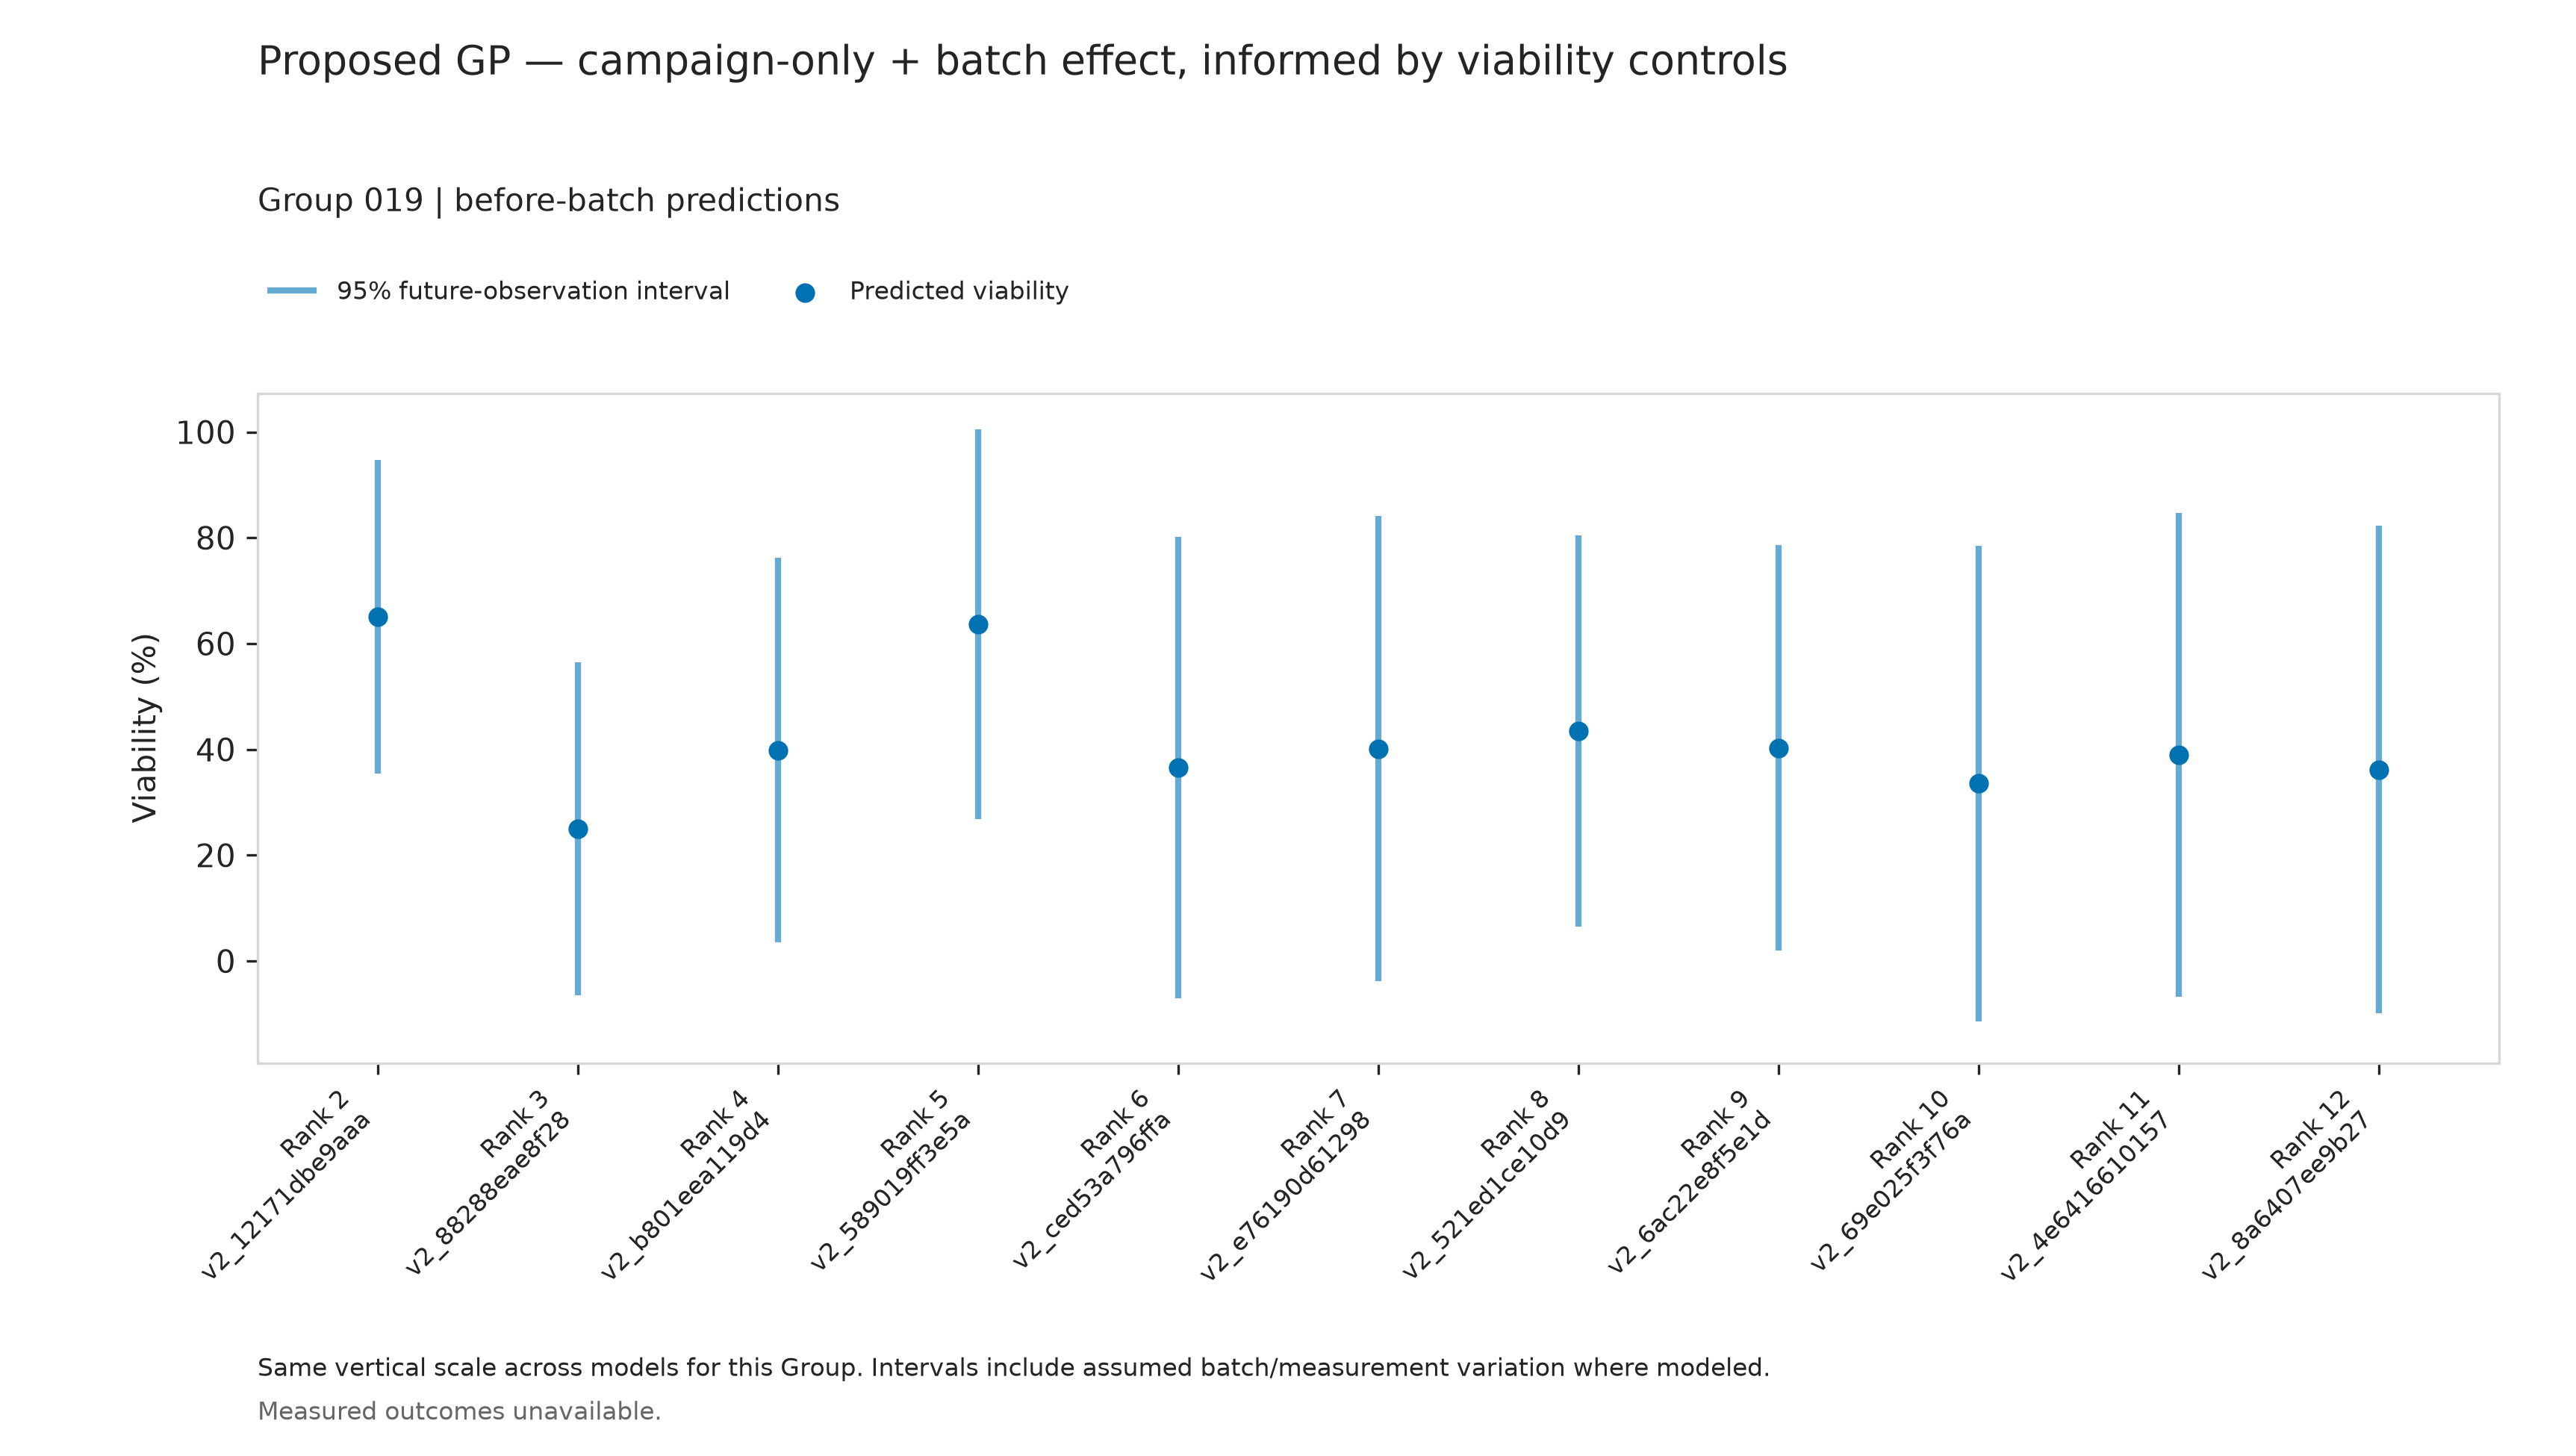 Proposed GP — campaign-only + batch effect, informed by viability controls
Group 019 | before-batch predictions
95% future-observation interval
Predicted viability
Viability (%)
100
80
60
40
20
0
Rank 2
v2_12171dbe9aaa
Rank 3
v2_88288eae8f28
Rank 4
v2_b801eea119d4
Rank 5
v2_589019ff3e5a
Rank 6
v2_ced53a796ffa
Rank 7
v2_e76190d61298
Rank 8
v2_521ed1ce10d9
Rank 9
v2_6ac22e8f5e1d
Rank 10
v2_69e025f3f76a
Rank 11
v2_4e6416610157
Rank 12
v2_8a6407ee9b27
Same vertical scale across models for this Group. Intervals include assumed batch/measurement variation where modeled.
Measured outcomes unavailable.